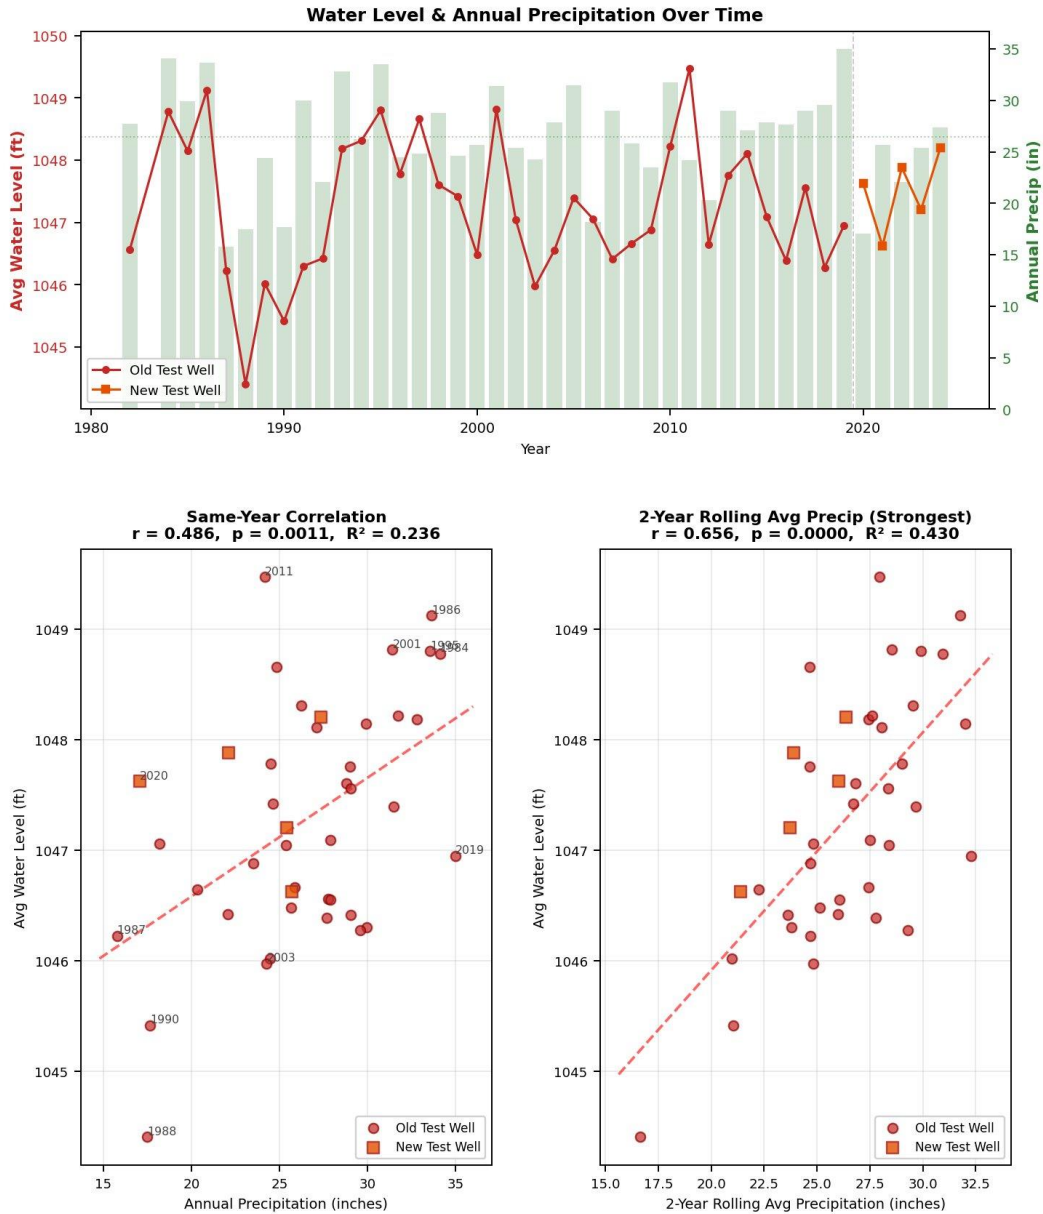 Water Level & Annual Precipitation Over Time
1050
1049
1048
1047
1046
1045
Avg Water Level (ft)
35
30
25
20
15
10
5
0
Annual Precip (in)
Old Test Well
New Test Well
1980
1990
2000
2010
2020
Year
Same-Year Correlation
r = 0.486, p = 0.0011, R² = 0.236
2011
1986
2001
1995
1984
2020
2019
1987
2003
1990
1988
1049
1048
1047
1046
1045
Avg Water Level (ft)
Old Test Well
New Test Well
15
20
25
30
35
Annual Precipitation (inches)
2-Year Rolling Avg Precip (Strongest)
r = 0.656, p = 0.0000, R² = 0.430
1049
1048
1047
1046
1045
Avg Water Level (ft)
Old Test Well
New Test Well
15.0
17.5
20.0
22.5
25.0
27.5
30.0
32.5
2-Year Rolling Avg Precipitation (inches)